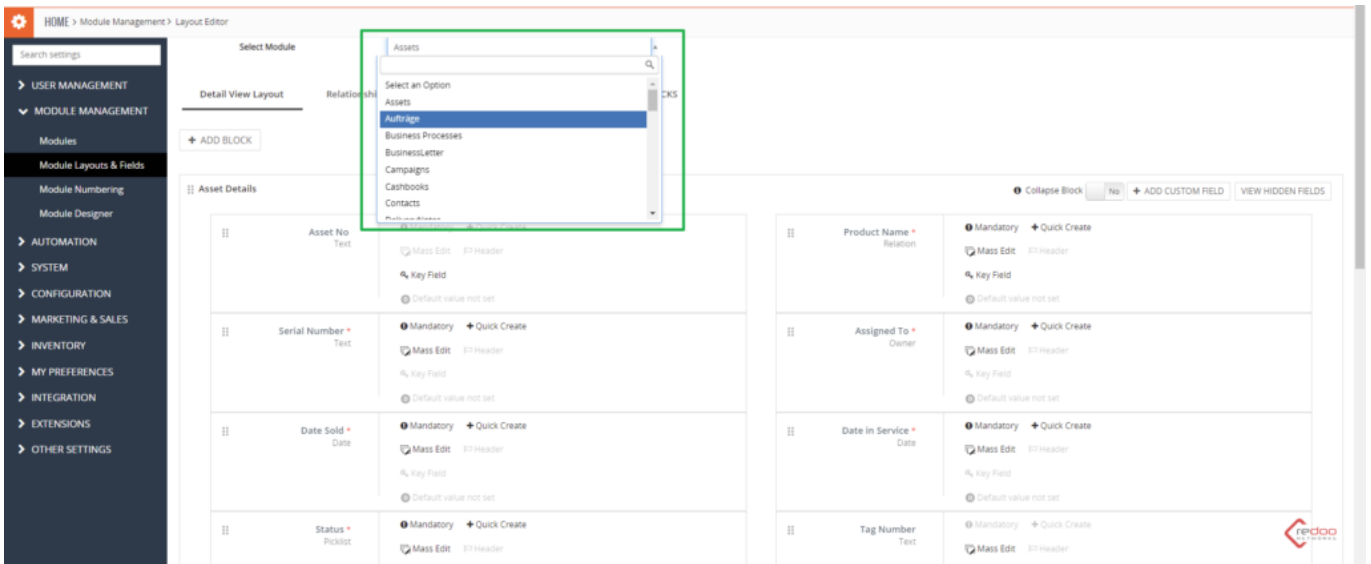 HOME > Module Management > Layout Editor
Search settings
USER MANAGEMENT
MODULE MANAGEMENT
Modules
Module Layouts & Fields
Module Numbering
Module Designer
AUTOMATION
SYSTEM
CONFIGURATION
MARKETING & SALES
INVENTORY
MY PREFERENCES
INTEGRATION
EXTENSIONS
OTHER SETTINGS
Select Module
Assets
Select an Option
Assets
Aufträge
Business Processes
BusinessLetter
Campaigns
Cashbooks
Contacts
Detail View Layout
+ ADD BLOCK
Asset Details
Collapse Block No + ADD CUSTOM FIELD VIEW HIDDEN FIELDS
Asset No
Text
Mass Edit Header
Key Field
Default value not set
Product Name *
Relation
Mandatory + Quick Create
Mass Edit Header
Key Field
Default value not set
Serial Number *
Text
Mandatory + Quick Create
Mass Edit Header
Key Field
Default value not set
Assigned To *
Owner
Mandatory + Quick Create
Mass Edit Header
Key Field
Default value not set
Date Sold *
Date
Mandatory + Quick Create
Mass Edit Header
Key Field
Default value not set
Date in Service *
Date
Mandatory + Quick Create
Mass Edit Header
Key Field
Default value not set
Status *
Picklist
Mandatory + Quick Create
Mass Edit Header
Tag Number
Text
Mandatory + Quick Create
Mass Edit Header
redoo
NETWORKS